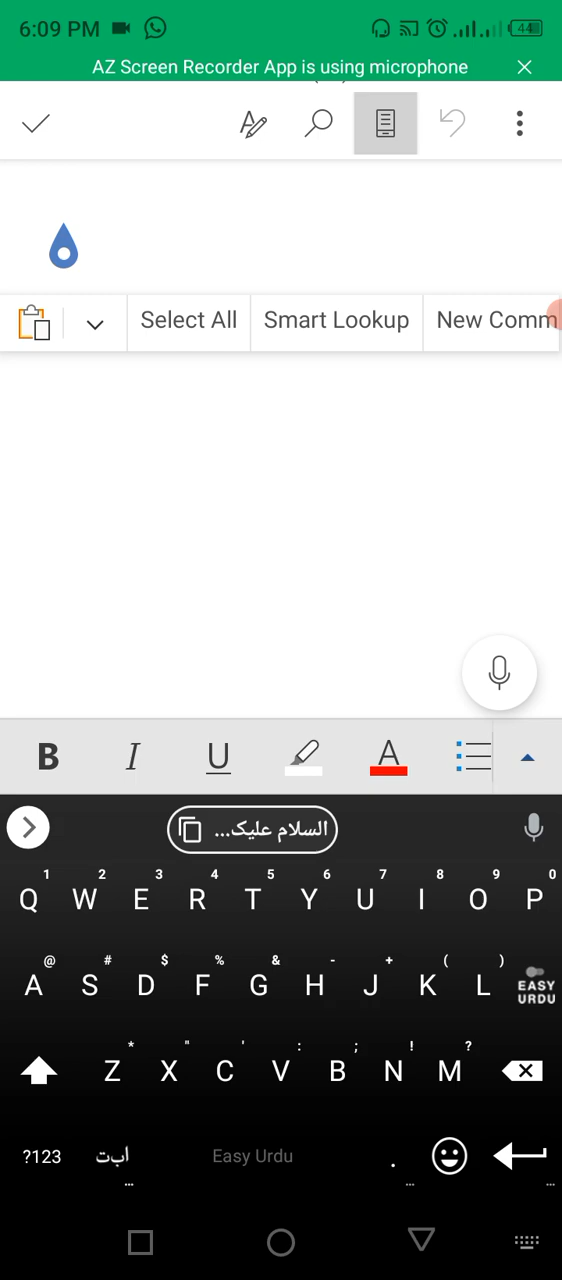 6:09 PM 44
AZ Screen Recorder App is using microphone
Select All Smart Lookup New Comm
B I U A
السلام علیک...
1 2 3 4 5 6 7 8 9 0
Q W E R T Y U I O P
@ # $ % & - + ( )
A S D F G H J K L EASY URDU
* " ' : ; ! ?
Z X C V B N M
?123 ا ب ت Easy Urdu .